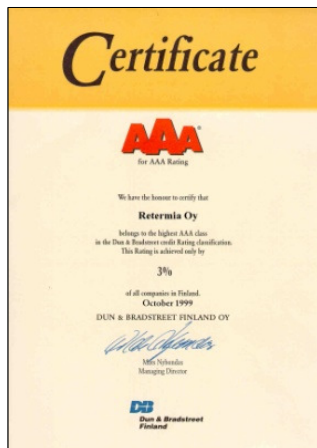 Certificate
AAA®
for AAA Rating
We have the honour to certify that
Retermia Oy
belongs to the highest AAA class
in the Dun & Bradstreet credit Rating classification.
This Rating is achieved only by
3%
of all companies in Finland.
October 1999
DUN & BRADSTREET FINLAND OY
Managing Director
D&B
Dun & Bradstreet
Finland